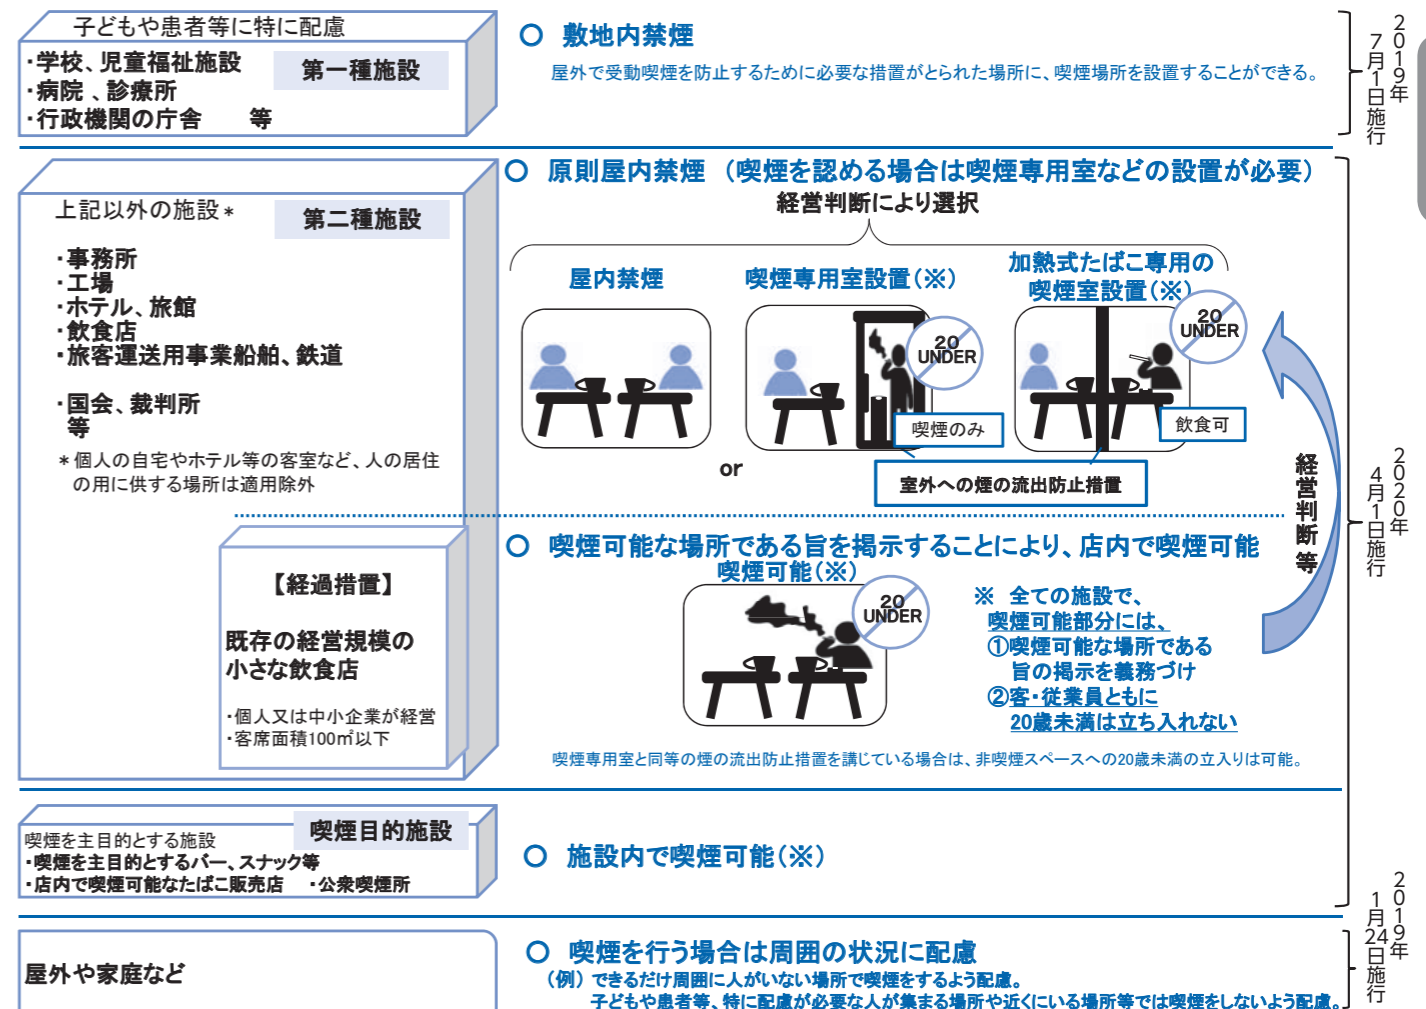 子どもや患者等に特に配慮
・学校、児童福祉施設
・病院、診療所
・行政機関の庁舎　等
第一種施設
○ 敷地内禁煙
屋外で受動喫煙を防止するために必要な措置がとられた場所に、喫煙場所を設置することができる。
2019年
7月1日施行
上記以外の施設＊
第二種施設
・事務所
・工場
・ホテル、旅館
・飲食店
・旅客運送用事業船舶、鉄道
・国会、裁判所
等
＊個人の自宅やホテル等の客室など、人の居住
の用に供する場所は適用除外
○ 原則屋内禁煙 （喫煙を認める場合は喫煙専用室などの設置が必要）
経営判断により選択
屋内禁煙
喫煙専用室設置（※）
加熱式たばこ専用の
喫煙室設置（※）
20
UNDER
20
UNDER
喫煙のみ
飲食可
or
室外への煙の流出防止措置
経営判断等
2020年
4月1日施行
【経過措置】
既存の経営規模の
小さな飲食店
・個人又は中小企業が経営
・客席面積100㎡以下
○ 喫煙可能な場所である旨を掲示することにより、店内で喫煙可能
喫煙可能（※）
20
UNDER
※ 全ての施設で、
喫煙可能部分には、
①喫煙可能な場所である
旨の掲示を義務づけ
②客・従業員ともに
20歳未満は立ち入れない
喫煙専用室と同等の煙の流出防止措置を講じている場合は、非喫煙スペースへの20歳未満の立入りは可能。
喫煙を主目的とする施設
喫煙目的施設
・喫煙を主目的とするバー、スナック等
・店内で喫煙可能なたばこ販売店　・公衆喫煙所
○ 施設内で喫煙可能（※）
屋外や家庭など
○ 喫煙を行う場合は周囲の状況に配慮
（例） できるだけ周囲に人がいない場所で喫煙をするよう配慮。
子どもや患者等、特に配慮が必要な人が集まる場所や近くにいる場所等では喫煙をしないよう配慮。
2019年
1月24日施行